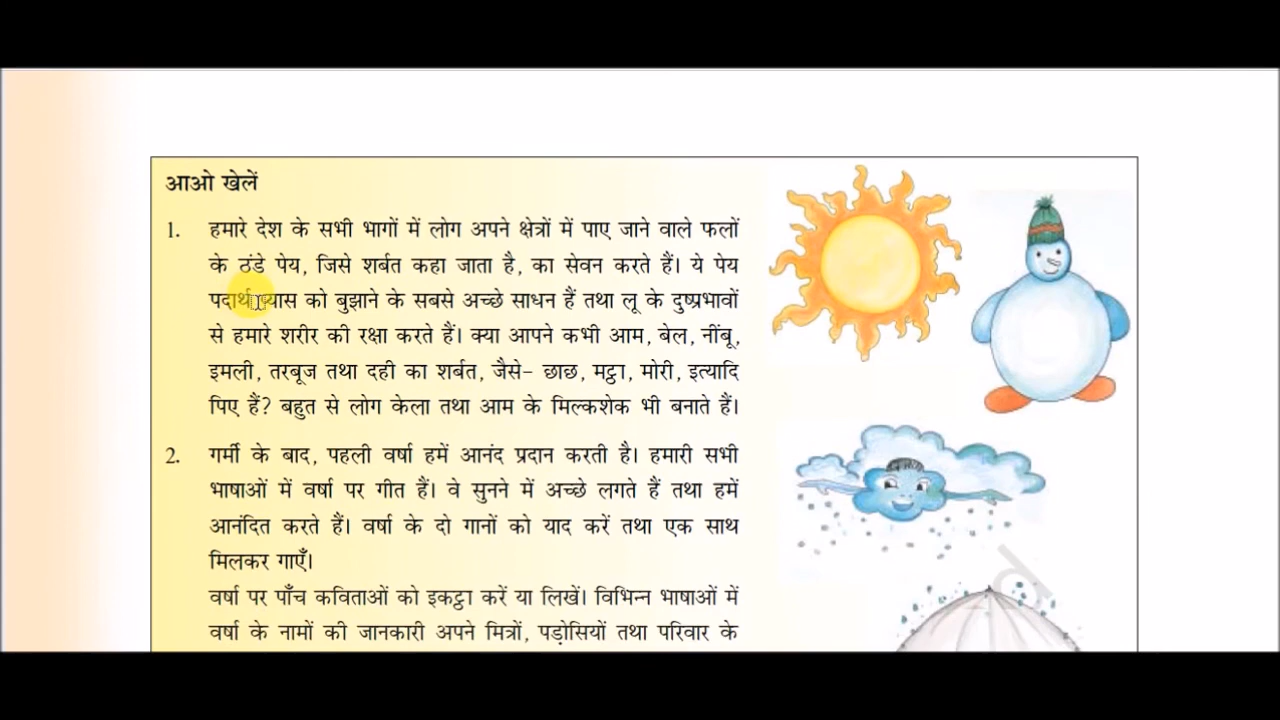 आओ खेलें
1. हमारे देश के सभी भागों में लोग अपने क्षेत्रों में पाए जाने वाले फलों
के ठंडे पेय, जिसे शर्बत कहा जाता है, का सेवन करते हैं। ये पेय
पदार्थ प्यास को बुझाने के सबसे अच्छे साधन हैं तथा लू के दुष्प्रभावों
से हमारे शरीर की रक्षा करते हैं। क्या आपने कभी आम, बेल, नींबू,
इमली, तरबूज तथा दही का शर्बत, जैसे- छाछ, मट्ठा, मोरी, इत्यादि
पिए हैं? बहुत से लोग केला तथा आम के मिल्कशेक भी बनाते हैं।
2. गर्मी के बाद, पहली वर्षा हमें आनंद प्रदान करती है। हमारी सभी
भाषाओं में वर्षा पर गीत हैं। वे सुनने में अच्छे लगते हैं तथा हमें
आनंदित करते हैं। वर्षा के दो गानों को याद करें तथा एक साथ
मिलकर गाएँ।
वर्षा पर पाँच कविताओं को इकट्ठा करें या लिखें। विभिन्न भाषाओं में
वर्षा के नामों की जानकारी अपने मित्रों, पड़ोसियों तथा परिवार के